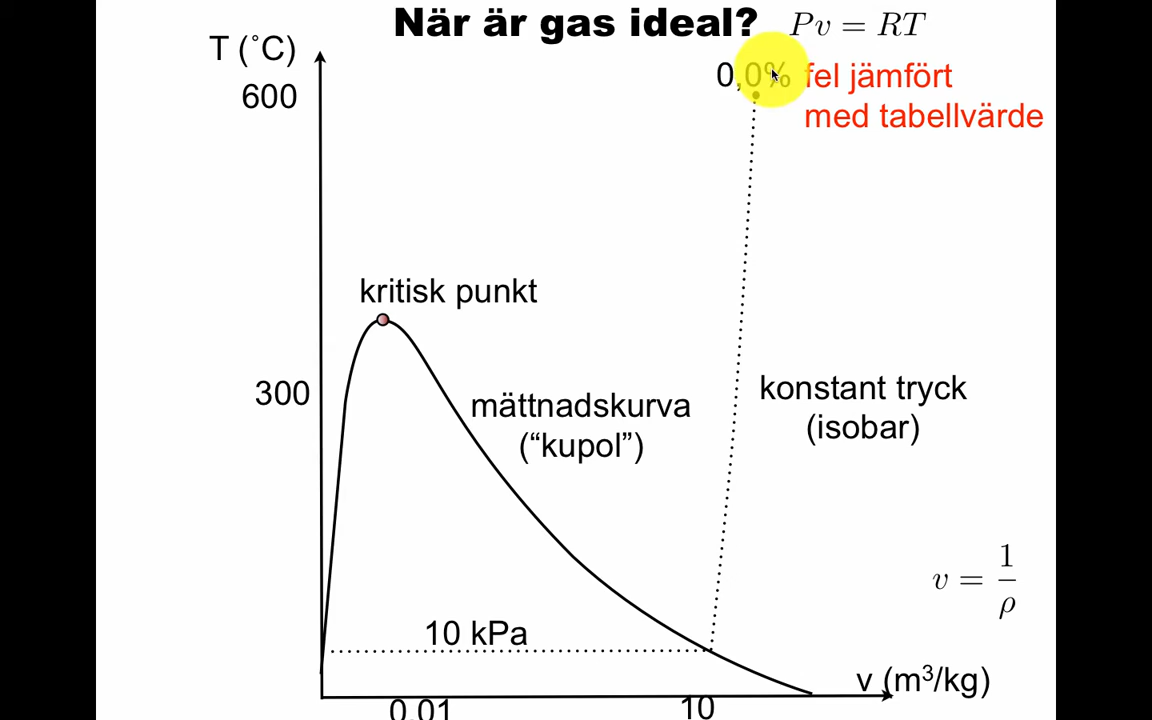 När är gas ideal? Pv = RT
T (˚C)
600
0,0% fel jämfört
med tabellvärde
kritisk punkt
300
mättnadskurva
(“kupol”)
konstant tryck
(isobar)
v = 1/ρ
10 kPa
v (m³/kg)
0,01
10